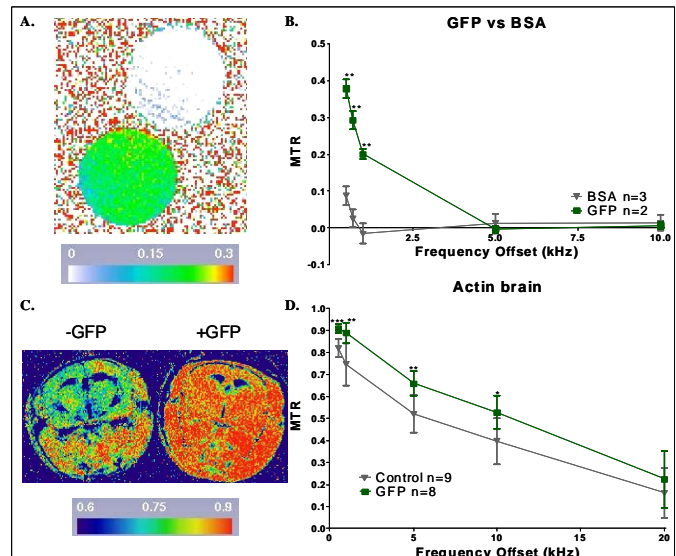 A.
0 0.15 0.3
B.
GFP vs BSA
MTR
0.5
0.4
0.3
0.2
0.1
0.0
-0.1
** 
**
**
BSA n=3
GFP n=2
2.5 5.0 7.5 10.0
Frequency Offset (kHz)
C.
-GFP +GFP
0.6 0.75 0.9
D.
Actin brain
MTR
1.0
0.9
0.8
0.7
0.6
0.5
0.4
0.3
0.2
0.1
0.0
*** **
**
*
Control n=9
GFP n=8
0 5 10 15 20
Frequency Offset (kHz)